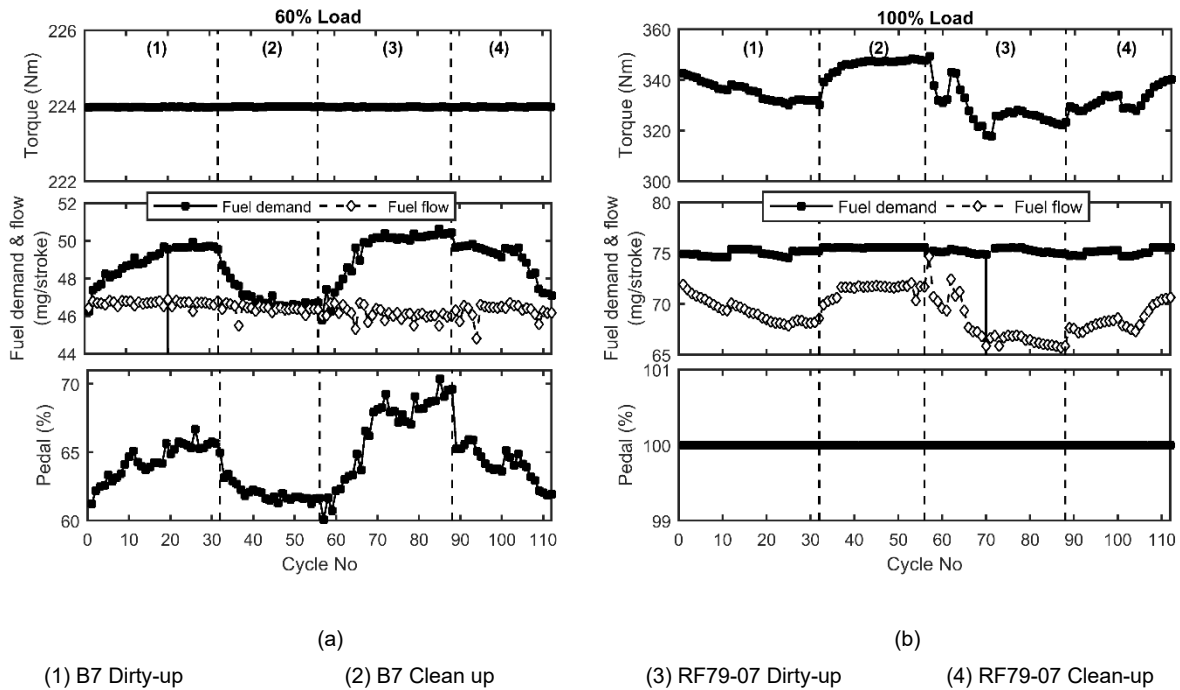 60% Load
226
224
222
Torque (Nm)
(1)
(2)
(3)
(4)
52
50
48
46
44
Fuel demand & flow
(mg/stroke)
Fuel demand
Fuel flow
70
65
60
Pedal (%)
0 10 20 30 40 50 60 70 80 90 100 110
Cycle No
(a)
100% Load
360
340
320
300
Torque (Nm)
(1)
(2)
(3)
(4)
80
75
70
65
Fuel demand & flow
(mg/stroke)
Fuel demand
Fuel flow
101
100
99
Pedal (%)
0 10 20 30 40 50 60 70 80 90 100 110
Cycle No
(b)
(1) B7 Dirty-up
(2) B7 Clean up
(3) RF79-07 Dirty-up
(4) RF79-07 Clean-up